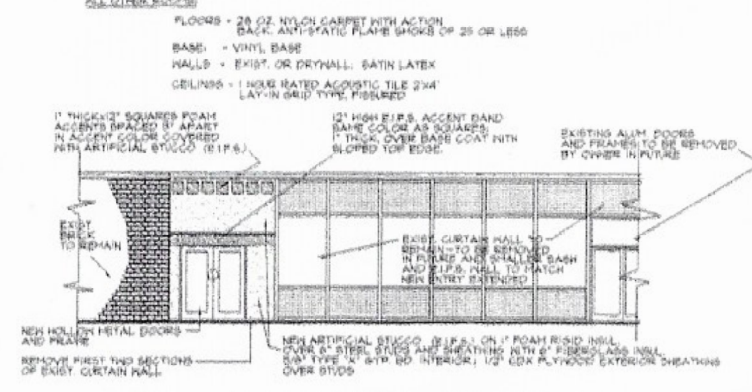 ALL OTHER ROOMS:
FLOORS - 28 OZ. NYLON CARPET WITH ACTION
BACK. ANTI-STATIC FLAME SMOKE OF 25 OR LESS
BASE: - VINYL BASE
WALLS - EXIST. OR DRYWALL: SATIN LATEX
CEILINGS - 1 HOUR RATED ACOUSTIC TILE 2'X4'
LAY-IN GRID TYPE, FISSURED
1" THICKx12" SQUARES FOAM
ACCENTS SPACED 3" APART
IN ACCENT COLOR COVERED
WITH ARTIFICIAL STUCCO (E.I.F.S.)
12" HIGH E.I.F.S. ACCENT BAND
SAME COLOR AS SQUARES:
1" THICK, OVER BASE COAT WITH
SLOPED TOP EDGE.
EXISTING ALUM. DOORS
AND FRAMES TO BE REMOVED
BY OWNER IN FUTURE
EXIST.
BRICK
TO REMAIN
EXIST. CURTAIN WALL TO
REMAIN - TO BE REMOVED
IN FUTURE AND SMALLER SASH
AND E.I.F.S. WALL TO MATCH
NEW ENTRY EXTENDED
NEW HOLLOW METAL DOORS
AND FRAME
REMOVE FIRST TWO SECTIONS
OF EXIST. CURTAIN WALL
NEW ARTIFICIAL STUCCO (E.I.F.S.) ON 1" FOAM RIGID INSUL.
OVER 6" STEEL STUDS AND SHEATHING WITH 6" FIBERGLASS INSUL.
5/8" TYPE 'X' GYP. BD. INTERIOR; 1/2" CDX PLYWOOD EXTERIOR SHEATHING
OVER STUDS